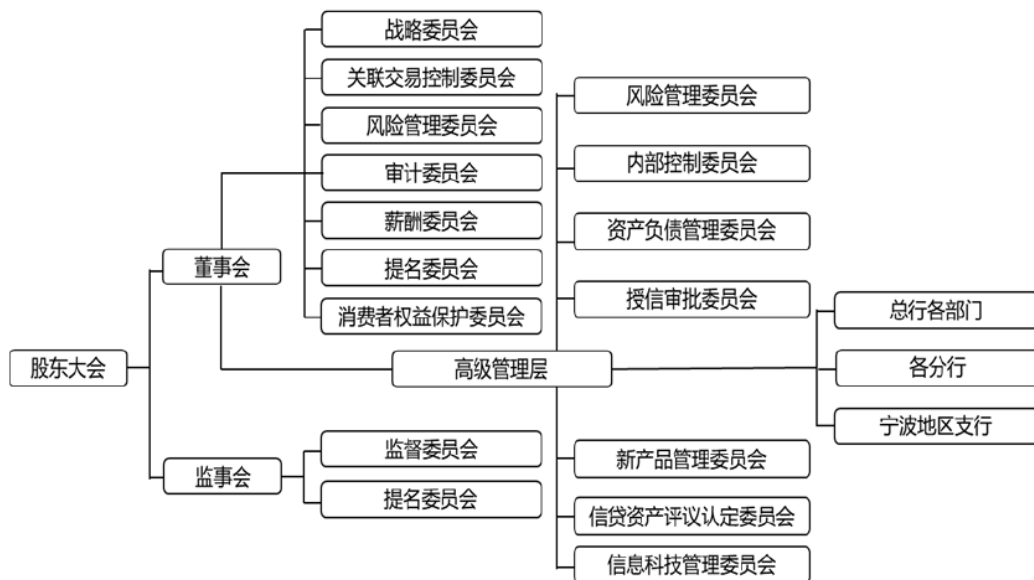 战略委员会
关联交易控制委员会
风险管理委员会
审计委员会
薪酬委员会
提名委员会
消费者权益保护委员会
董事会
股东大会
高级管理层
监事会
监督委员会
提名委员会
风险管理委员会
内部控制委员会
资产负债管理委员会
授信审批委员会
新产品管理委员会
信贷资产评议认定委员会
信息科技管理委员会
总行各部门
各分行
宁波地区支行